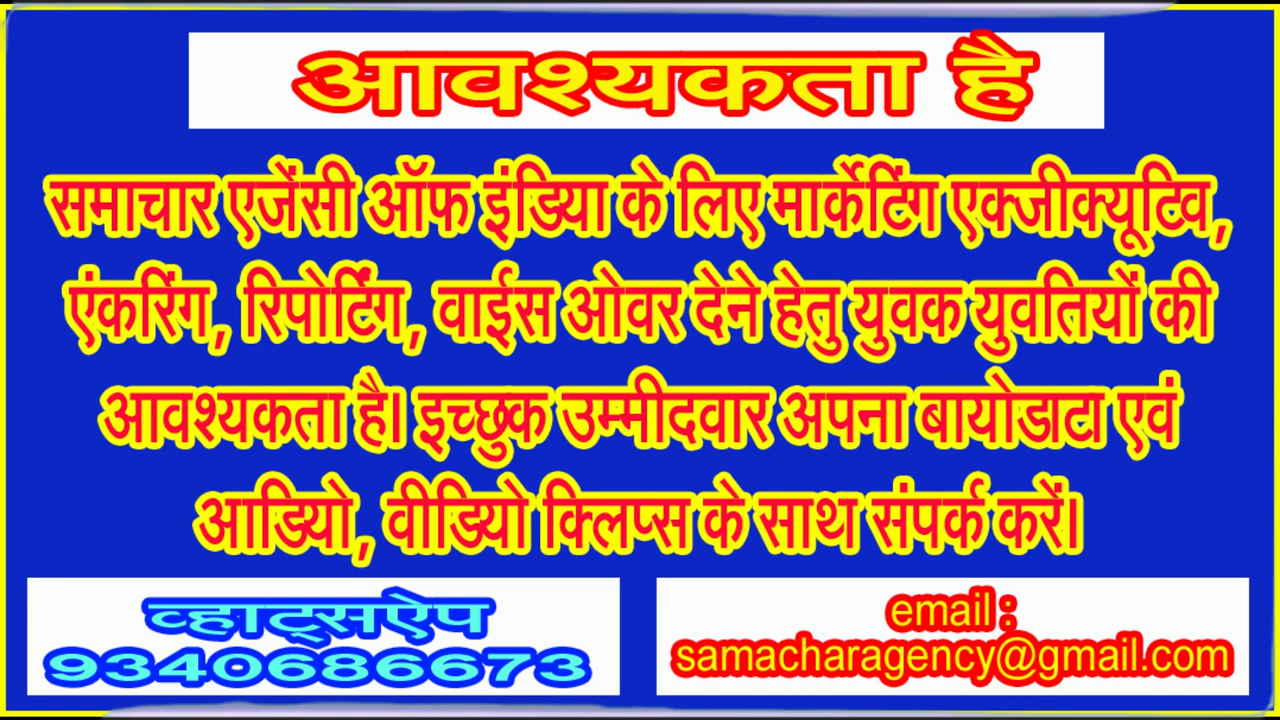 आवश्यकता है
समाचार एजेंसी ऑफ इंडिया के लिए मार्केटिंग एक्जीक्यूटिव,
एंकरिंग, रिपोर्टिंग, वाईस ओवर देने हेतु युवक युवतियों की
आवश्यकता है। इच्छुक उम्मीदवार अपना बायोडाटा एवं
आडियो, वीडियो क्लिप्स के साथ संपर्क करें।
व्हाट्सऐप
9340686673
email :
samacharagency@gmail.com